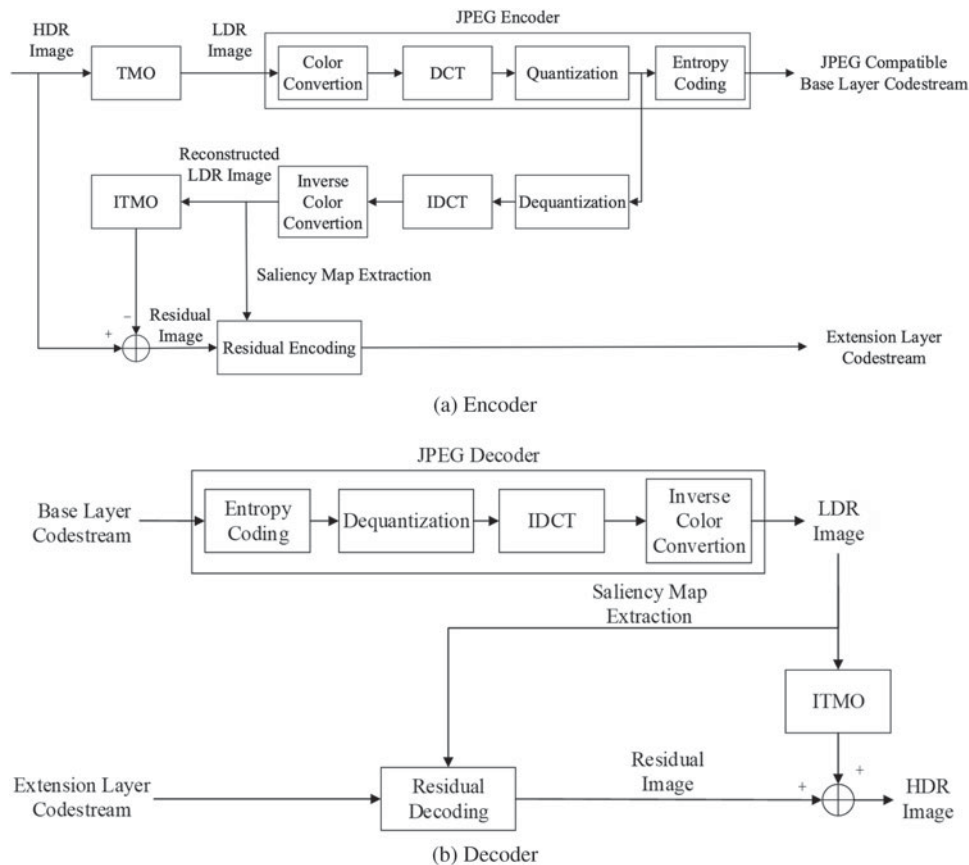 JPEG Encoder
HDR
Image
LDR
Image
TMO
Color
Convertion
DCT
Quantization
Entropy
Coding
JPEG Compatible
Base Layer Codestream
Reconstructed
LDR Image
ITMO
Inverse
Color
Convertion
IDCT
Dequantization
Saliency Map Extraction
−
+
Residual
Image
Residual Encoding
Extension Layer
Codestream
(a) Encoder
JPEG Decoder
Base Layer
Codestream
Entropy
Coding
Dequantization
IDCT
Inverse
Color
Convertion
LDR
Image
Saliency Map
Extraction
ITMO
Extension Layer
Codestream
Residual
Decoding
Residual
Image
+
+
HDR
Image
(b) Decoder